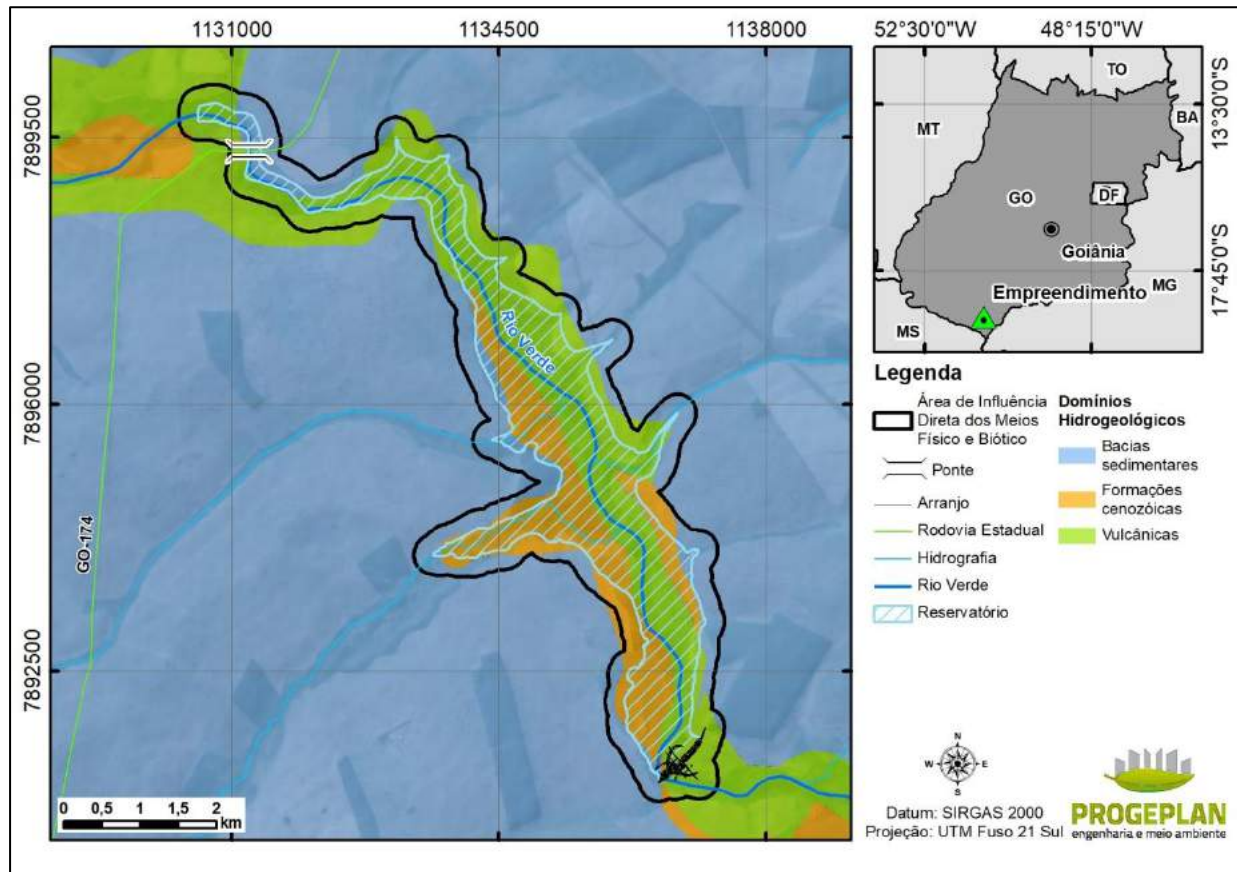 1131000
1134500
1138000
7899500
7896000
7892500
GO-174
Rio Verde
0 0,5 1 1,5 2
km
52°30'0"W
48°15'0"W
13°30'0"S
17°45'0"S
TO
BA
MT
GO
DF
Goiânia
MG
Empreendimento
MS
Legenda
Área de Influência
Direta dos Meios
Físico e Biótico
Ponte
Arranjo
Rodovia Estadual
Hidrografia
Rio Verde
Reservatório
Domínios
Hidrogeológicos
Bacias
sedimentares
Formações
cenozóicas
Vulcânicas
N
W E
S
Datum: SIRGAS 2000
Projeção: UTM Fuso 21 Sul
PROGEPLAN
engenharia e meio ambiente